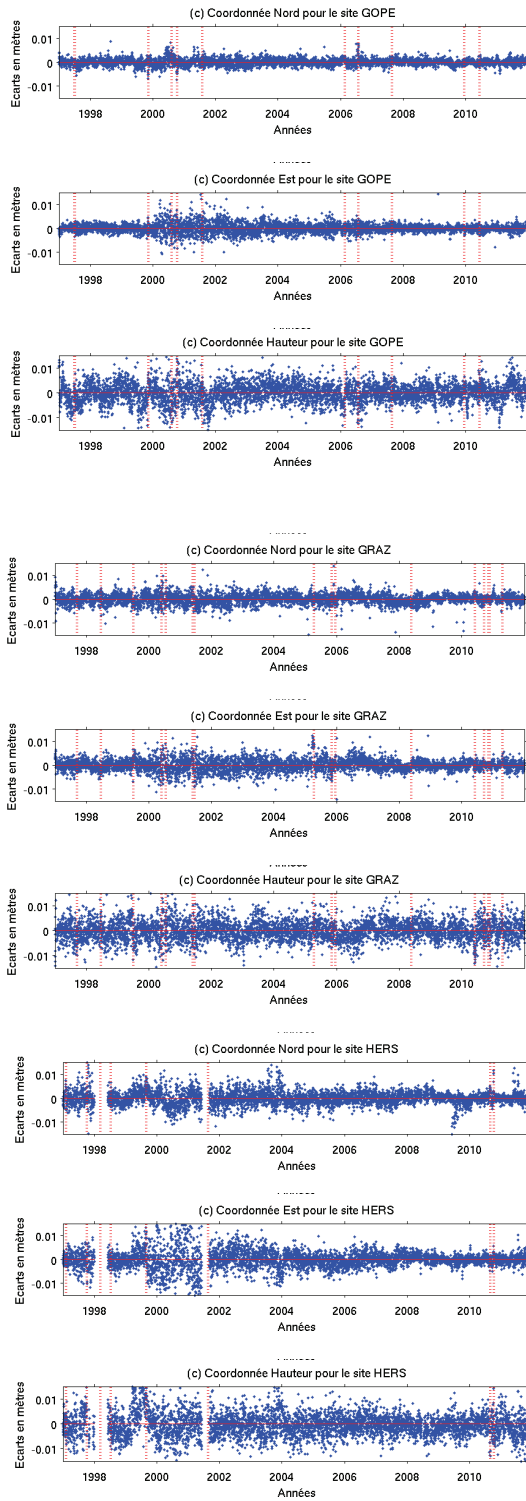 (c) Coordonnée Nord pour le site GOPE
0.01
0
-0.01
Ecarts en mètres
1998 2000 2002 2004 2006 2008 2010
Années
(c) Coordonnée Est pour le site GOPE
0.01
0
-0.01
Ecarts en mètres
1998 2000 2002 2004 2006 2008 2010
Années
(c) Coordonnée Hauteur pour le site GOPE
0.01
0
-0.01
Ecarts en mètres
1998 2000 2002 2004 2006 2008 2010
Années
(c) Coordonnée Nord pour le site GRAZ
0.01
0
-0.01
Ecarts en mètres
1998 2000 2002 2004 2006 2008 2010
Années
(c) Coordonnée Est pour le site GRAZ
0.01
0
-0.01
Ecarts en mètres
1998 2000 2002 2004 2006 2008 2010
Années
(c) Coordonnée Hauteur pour le site GRAZ
0.01
0
-0.01
Ecarts en mètres
1998 2000 2002 2004 2006 2008 2010
Années
(c) Coordonnée Nord pour le site HERS
0.01
0
-0.01
Ecarts en mètres
1998 2000 2002 2004 2006 2008 2010
Années
(c) Coordonnée Est pour le site HERS
0.01
0
-0.01
Ecarts en mètres
1998 2000 2002 2004 2006 2008 2010
Années
(c) Coordonnée Hauteur pour le site HERS
0.01
0
-0.01
Ecarts en mètres
1998 2000 2002 2004 2006 2008 2010
Années